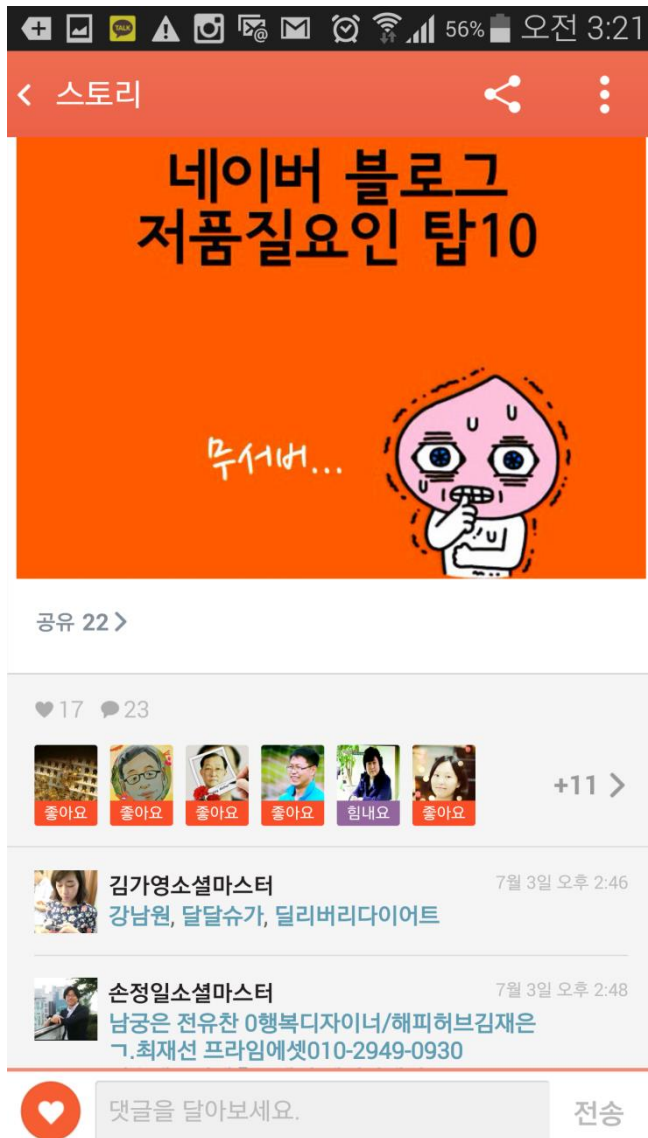 TALK
56%
오전 3:21
스토리
네이버 블로그
저품질요인 탑10
무서버...
공유 22
17
23
좋아요
좋아요
좋아요
좋아요
힘내요
좋아요
+11
김가영소셜마스터
7월 3일 오후 2:46
강남원, 달달슈가, 딜리버리다이어트
손정일소셜마스터
7월 3일 오후 2:48
남궁은 전유찬 0행복디자이너/해피허브김재은
ㄱ.최재선 프라임에셋010-2949-0930
댓글을 달아보세요.
전송